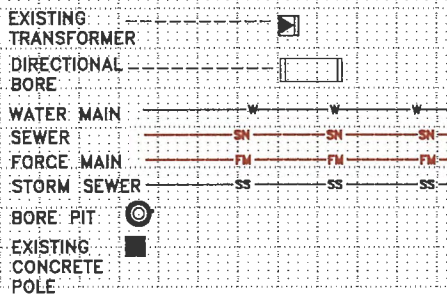 EXISTING
TRANSFORMER
DIRECTIONAL
BORE
WATER MAIN W W W
SEWER SN SN SN
FORCE MAIN FM FM FM
STORM SEWER SS SS SS
BORE PIT
EXISTING
CONCRETE
POLE